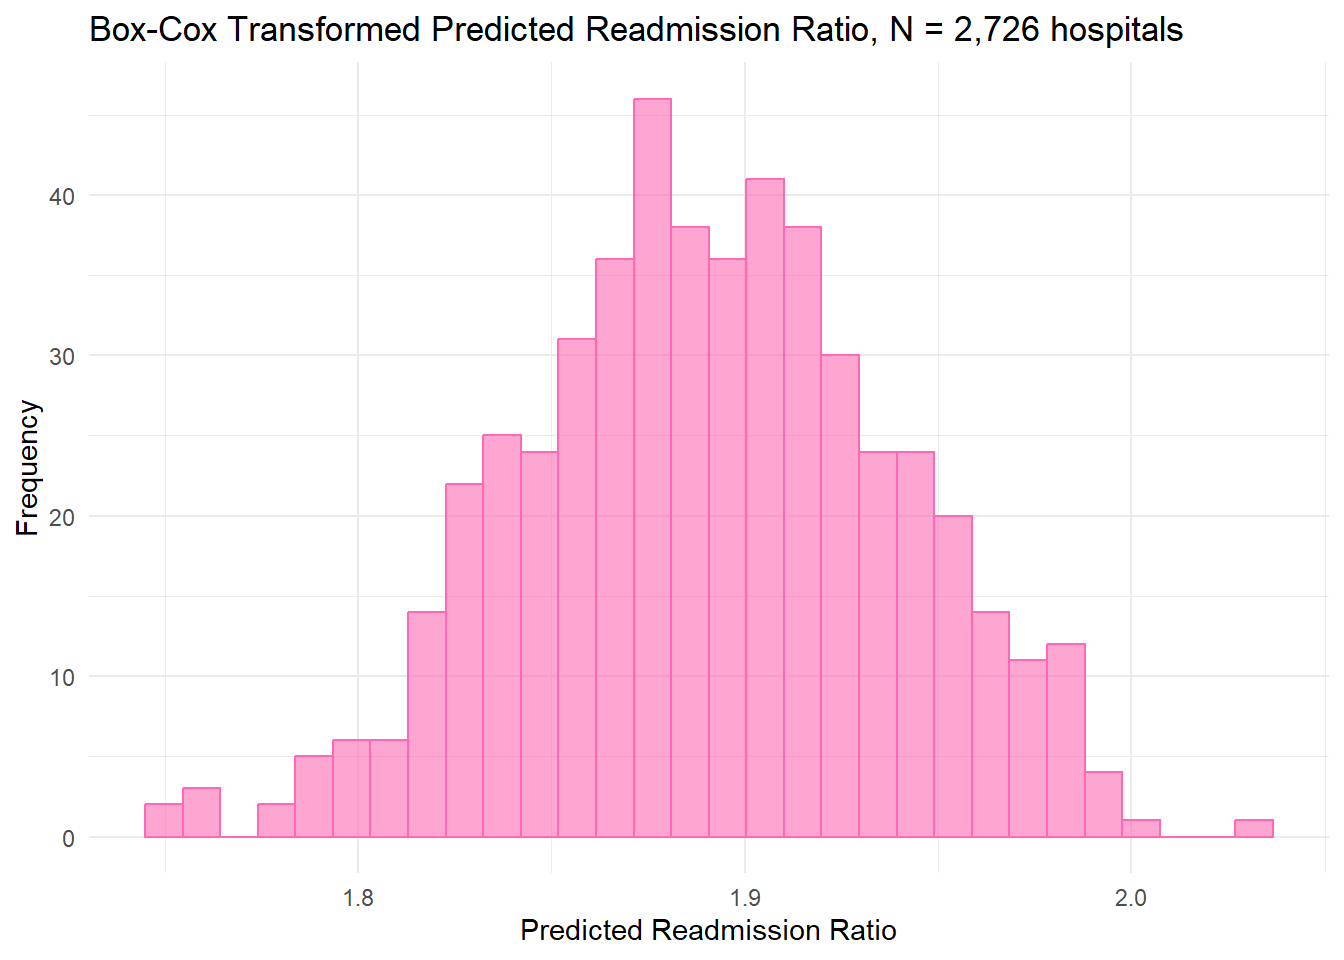 Box-Cox Transformed Predicted Readmission Ratio, N = 2,726 hospitals
Frequency
40
30
20
10
0
1.8 1.9 2.0
Predicted Readmission Ratio